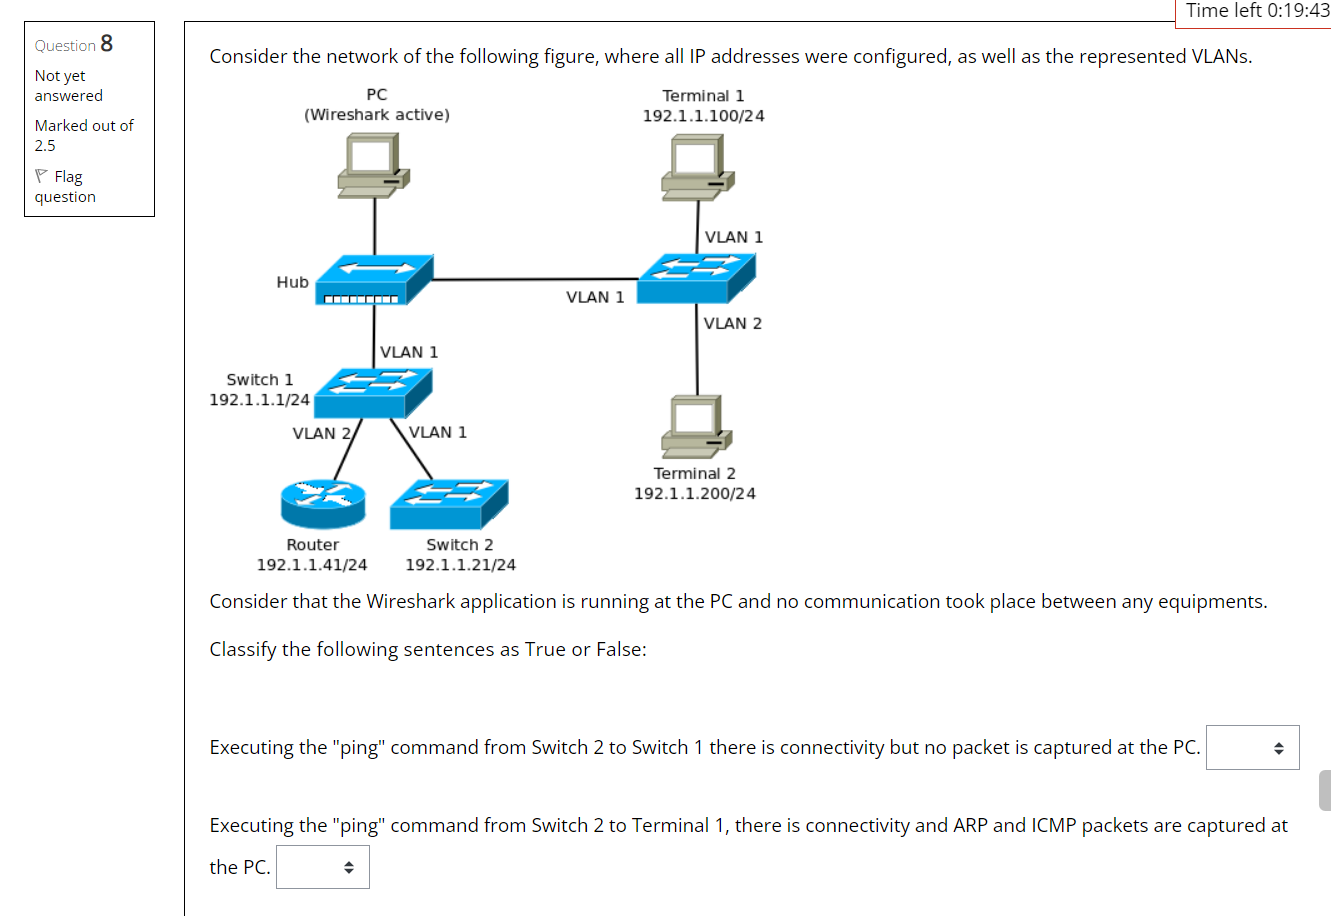 Time left 0:19:43
Question 8
Not yet
answered
Marked out of
2.5
Flag
question
Consider the network of the following figure, where all IP addresses were configured, as well as the represented VLANs.
PC
(Wireshark active)
Terminal 1
192.1.1.100/24
VLAN 1
Hub
VLAN 1
VLAN 2
VLAN 1
Switch 1
192.1.1.1/24
VLAN 2
VLAN 1
Terminal 2
192.1.1.200/24
Router
192.1.1.41/24
Switch 2
192.1.1.21/24
Consider that the Wireshark application is running at the PC and no communication took place between any equipments.
Classify the following sentences as True or False:
Executing the "ping" command from Switch 2 to Switch 1 there is connectivity but no packet is captured at the PC.
Executing the "ping" command from Switch 2 to Terminal 1, there is connectivity and ARP and ICMP packets are captured at
the PC.